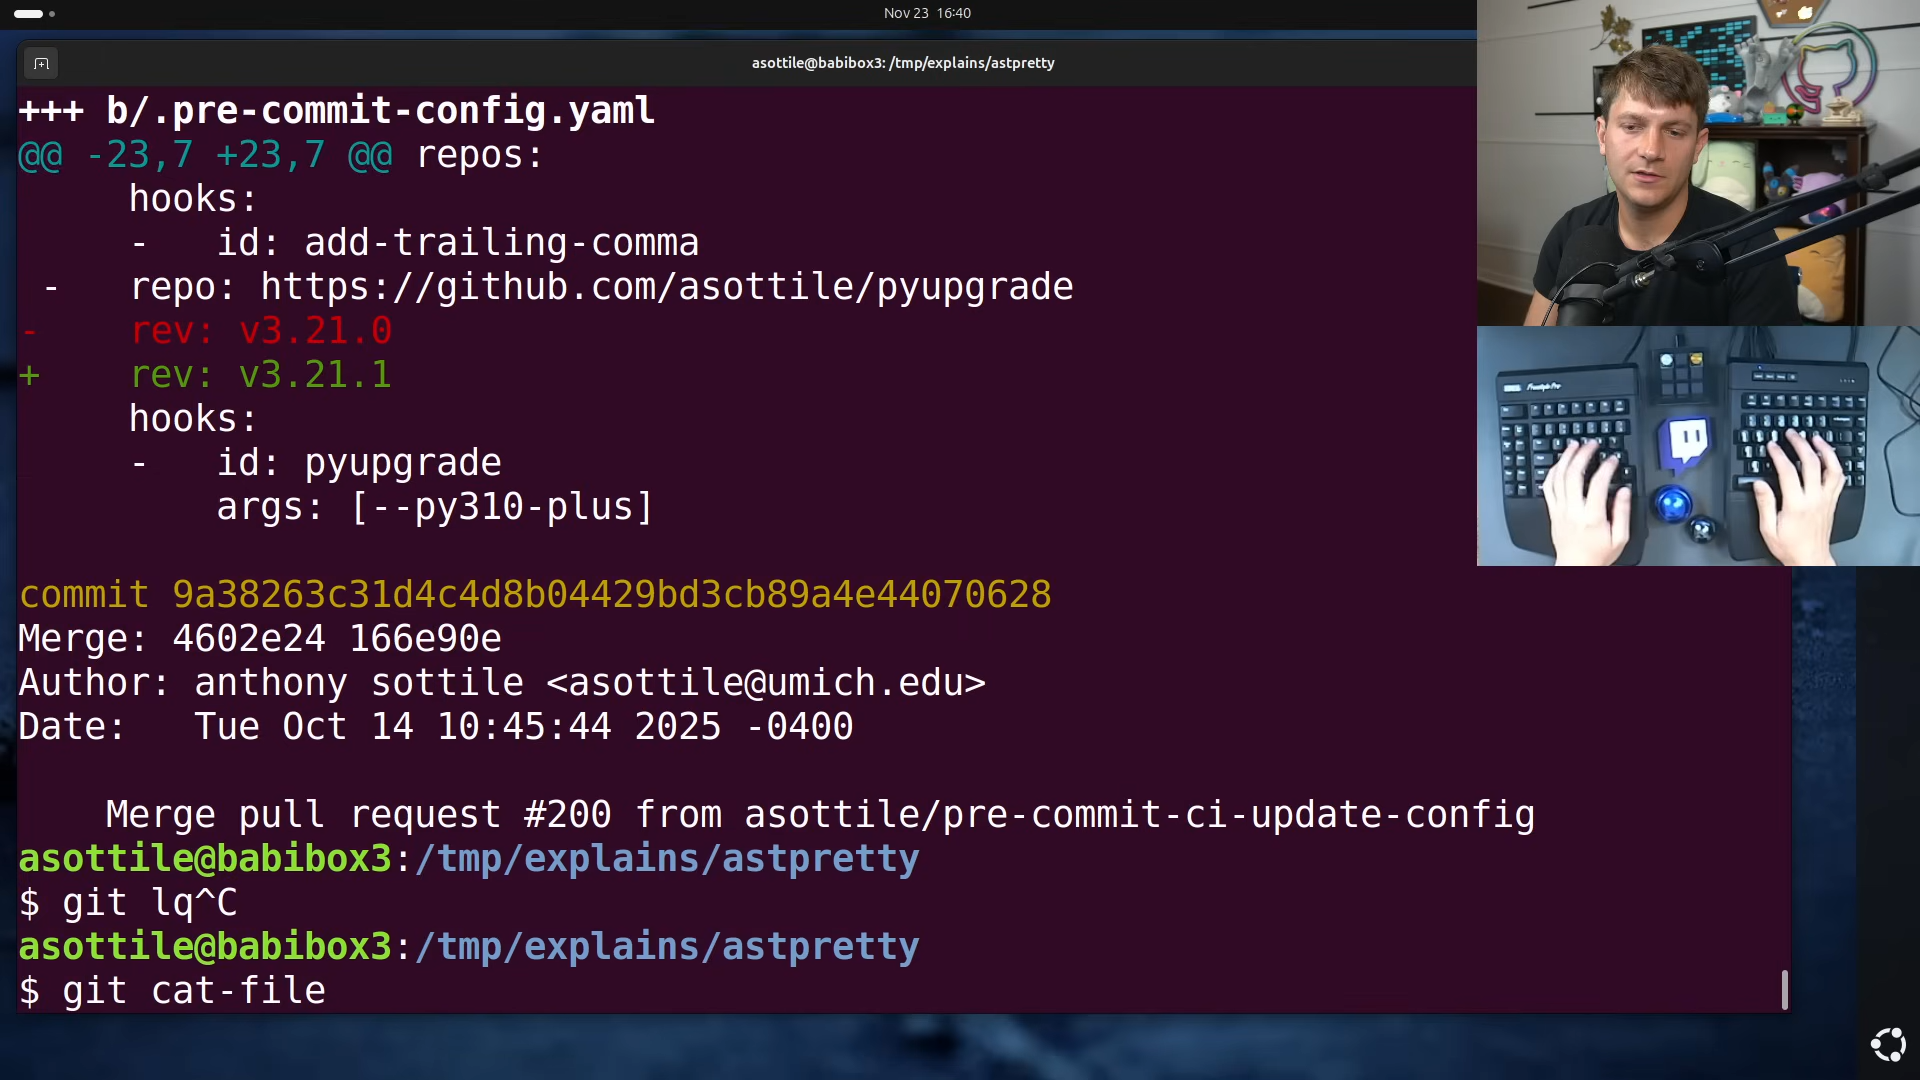 Nov 23 16:40
asottile@babibox3: /tmp/explains/astpretty
+++ b/.pre-commit-config.yaml
@@ -23,7 +23,7 @@ repos:
hooks:
- id: add-trailing-comma
- repo: https://github.com/asottile/pyupgrade
- rev: v3.21.0
+ rev: v3.21.1
hooks:
- id: pyupgrade
args: [--py310-plus]
commit 9a38263c31d4c4d8b04429bd3cb89a4e44070628
Merge: 4602e24 166e90e
Author: anthony sottile <asottile@umich.edu>
Date: Tue Oct 14 10:45:44 2025 -0400
Merge pull request #200 from asottile/pre-commit-ci-update-config
asottile@babibox3:/tmp/explains/astpretty
$ git lq^C
asottile@babibox3:/tmp/explains/astpretty
$ git cat-file